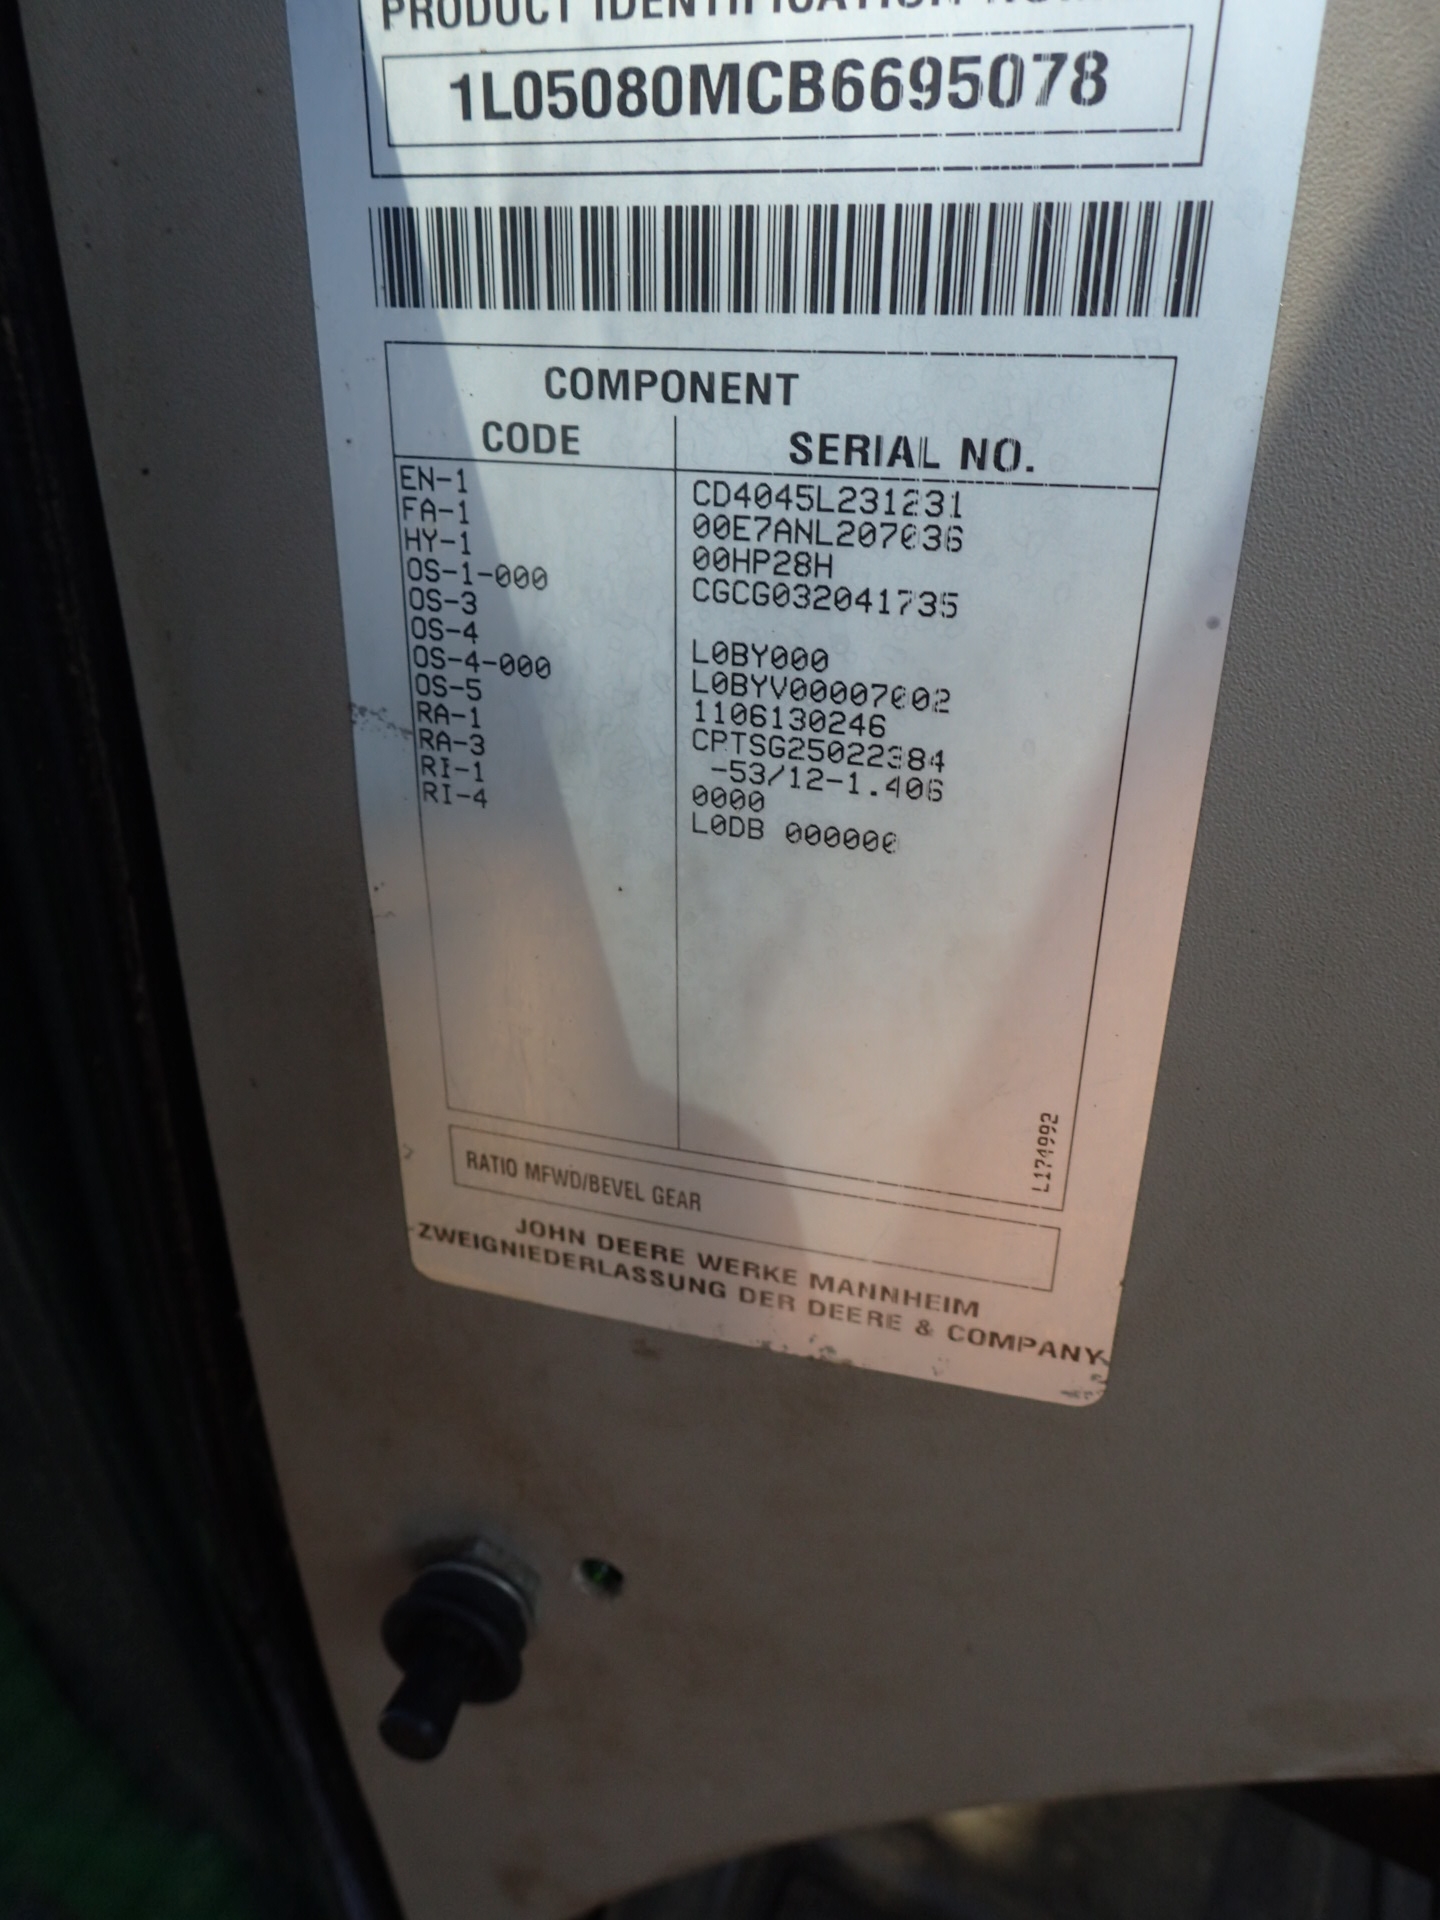 PRODUCT IDENTIFICATION
1L05080MCB6695078
COMPONENT
CODE SERIAL NO.
EN-1 CD4045L231231
FA-1 00E7ANL207036
HY-1 00HP28H
OS-1-000 CGCG032041735
OS-3
OS-4 L0BY000
OS-4-000 L0BYV00007002
OS-5 1106130246
RA-1 CPTSG25022384
RA-3 -53/12-1.406
RI-1 0000
RI-4 L0DB 000000
L174992
RATIO MFWD/BEVEL GEAR
JOHN DEERE WERKE MANNHEIM
ZWEIGNIEDERLASSUNG DER DEERE & COMPANY